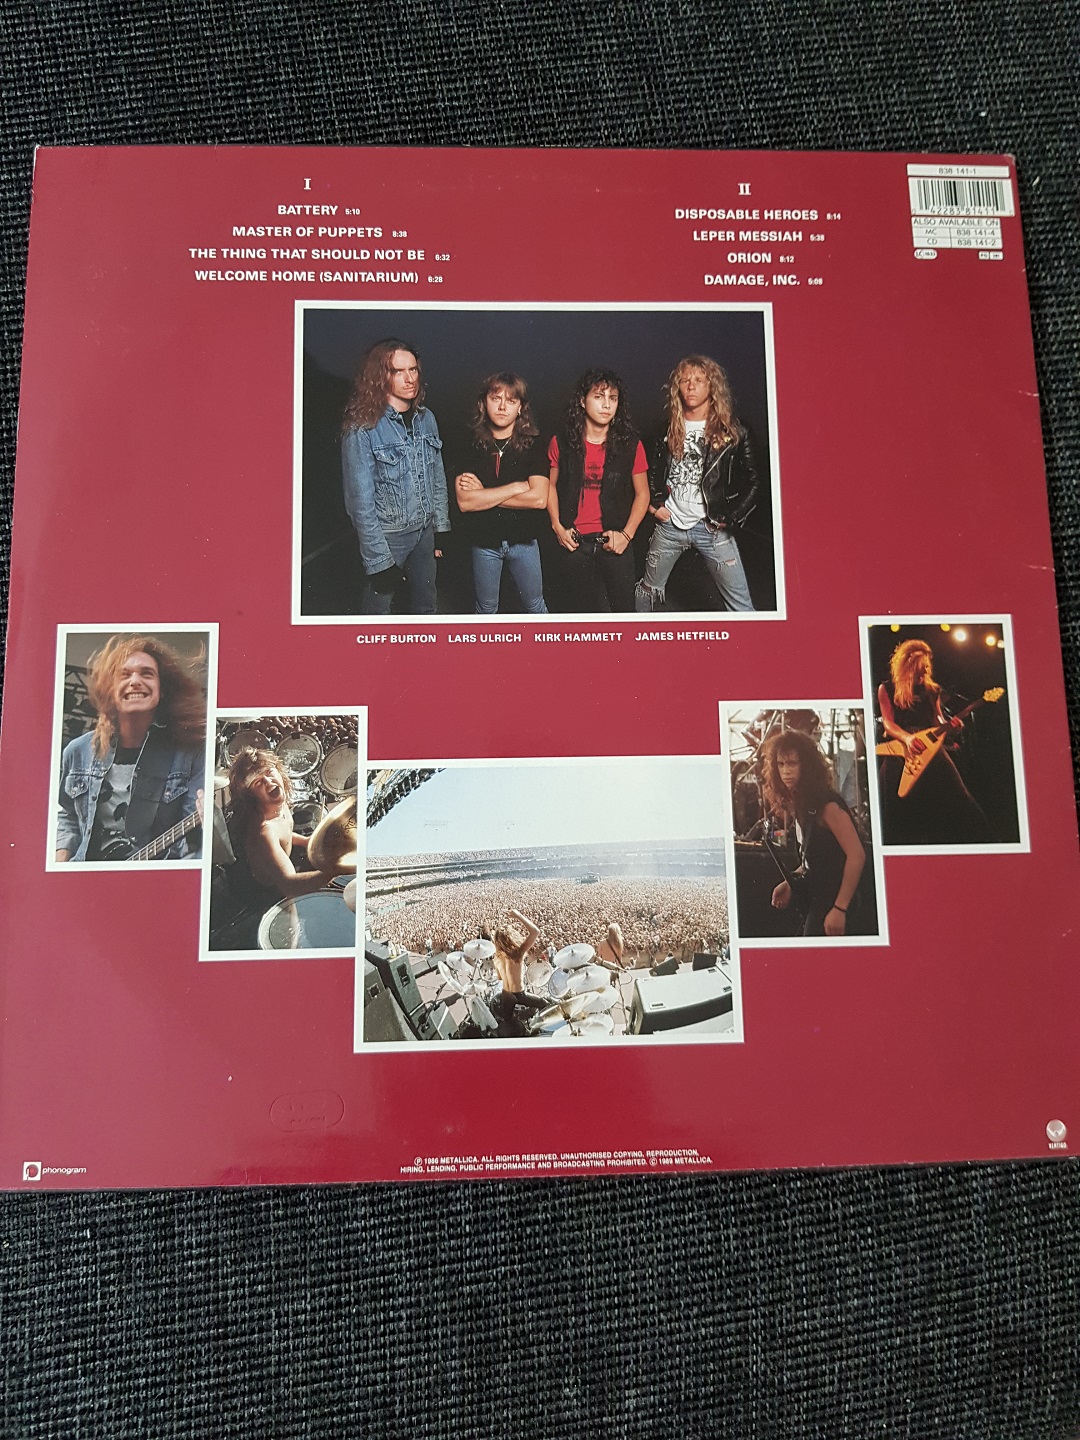 I
BATTERY 5:10
MASTER OF PUPPETS 8:38
THE THING THAT SHOULD NOT BE 6:32
WELCOME HOME (SANITARIUM) 6:28
II
DISPOSABLE HEROES 8:14
LEPER MESSIAH 5:38
ORION 8:12
DAMAGE, INC. 5:08
838 141-1
42283 81411
ALSO AVAILABLE ON
MC 838 141-4
CD 838 141-2
CLIFF BURTON LARS ULRICH KIRK HAMMETT JAMES HETFIELD
phonogram
Ⓟ 1986 METALLICA. ALL RIGHTS RESERVED. UNAUTHORISED COPYING, REPRODUCTION,
HIRING, LENDING, PUBLIC PERFORMANCE AND BROADCASTING PROHIBITED. © 1989 METALLICA.
VERTIGO